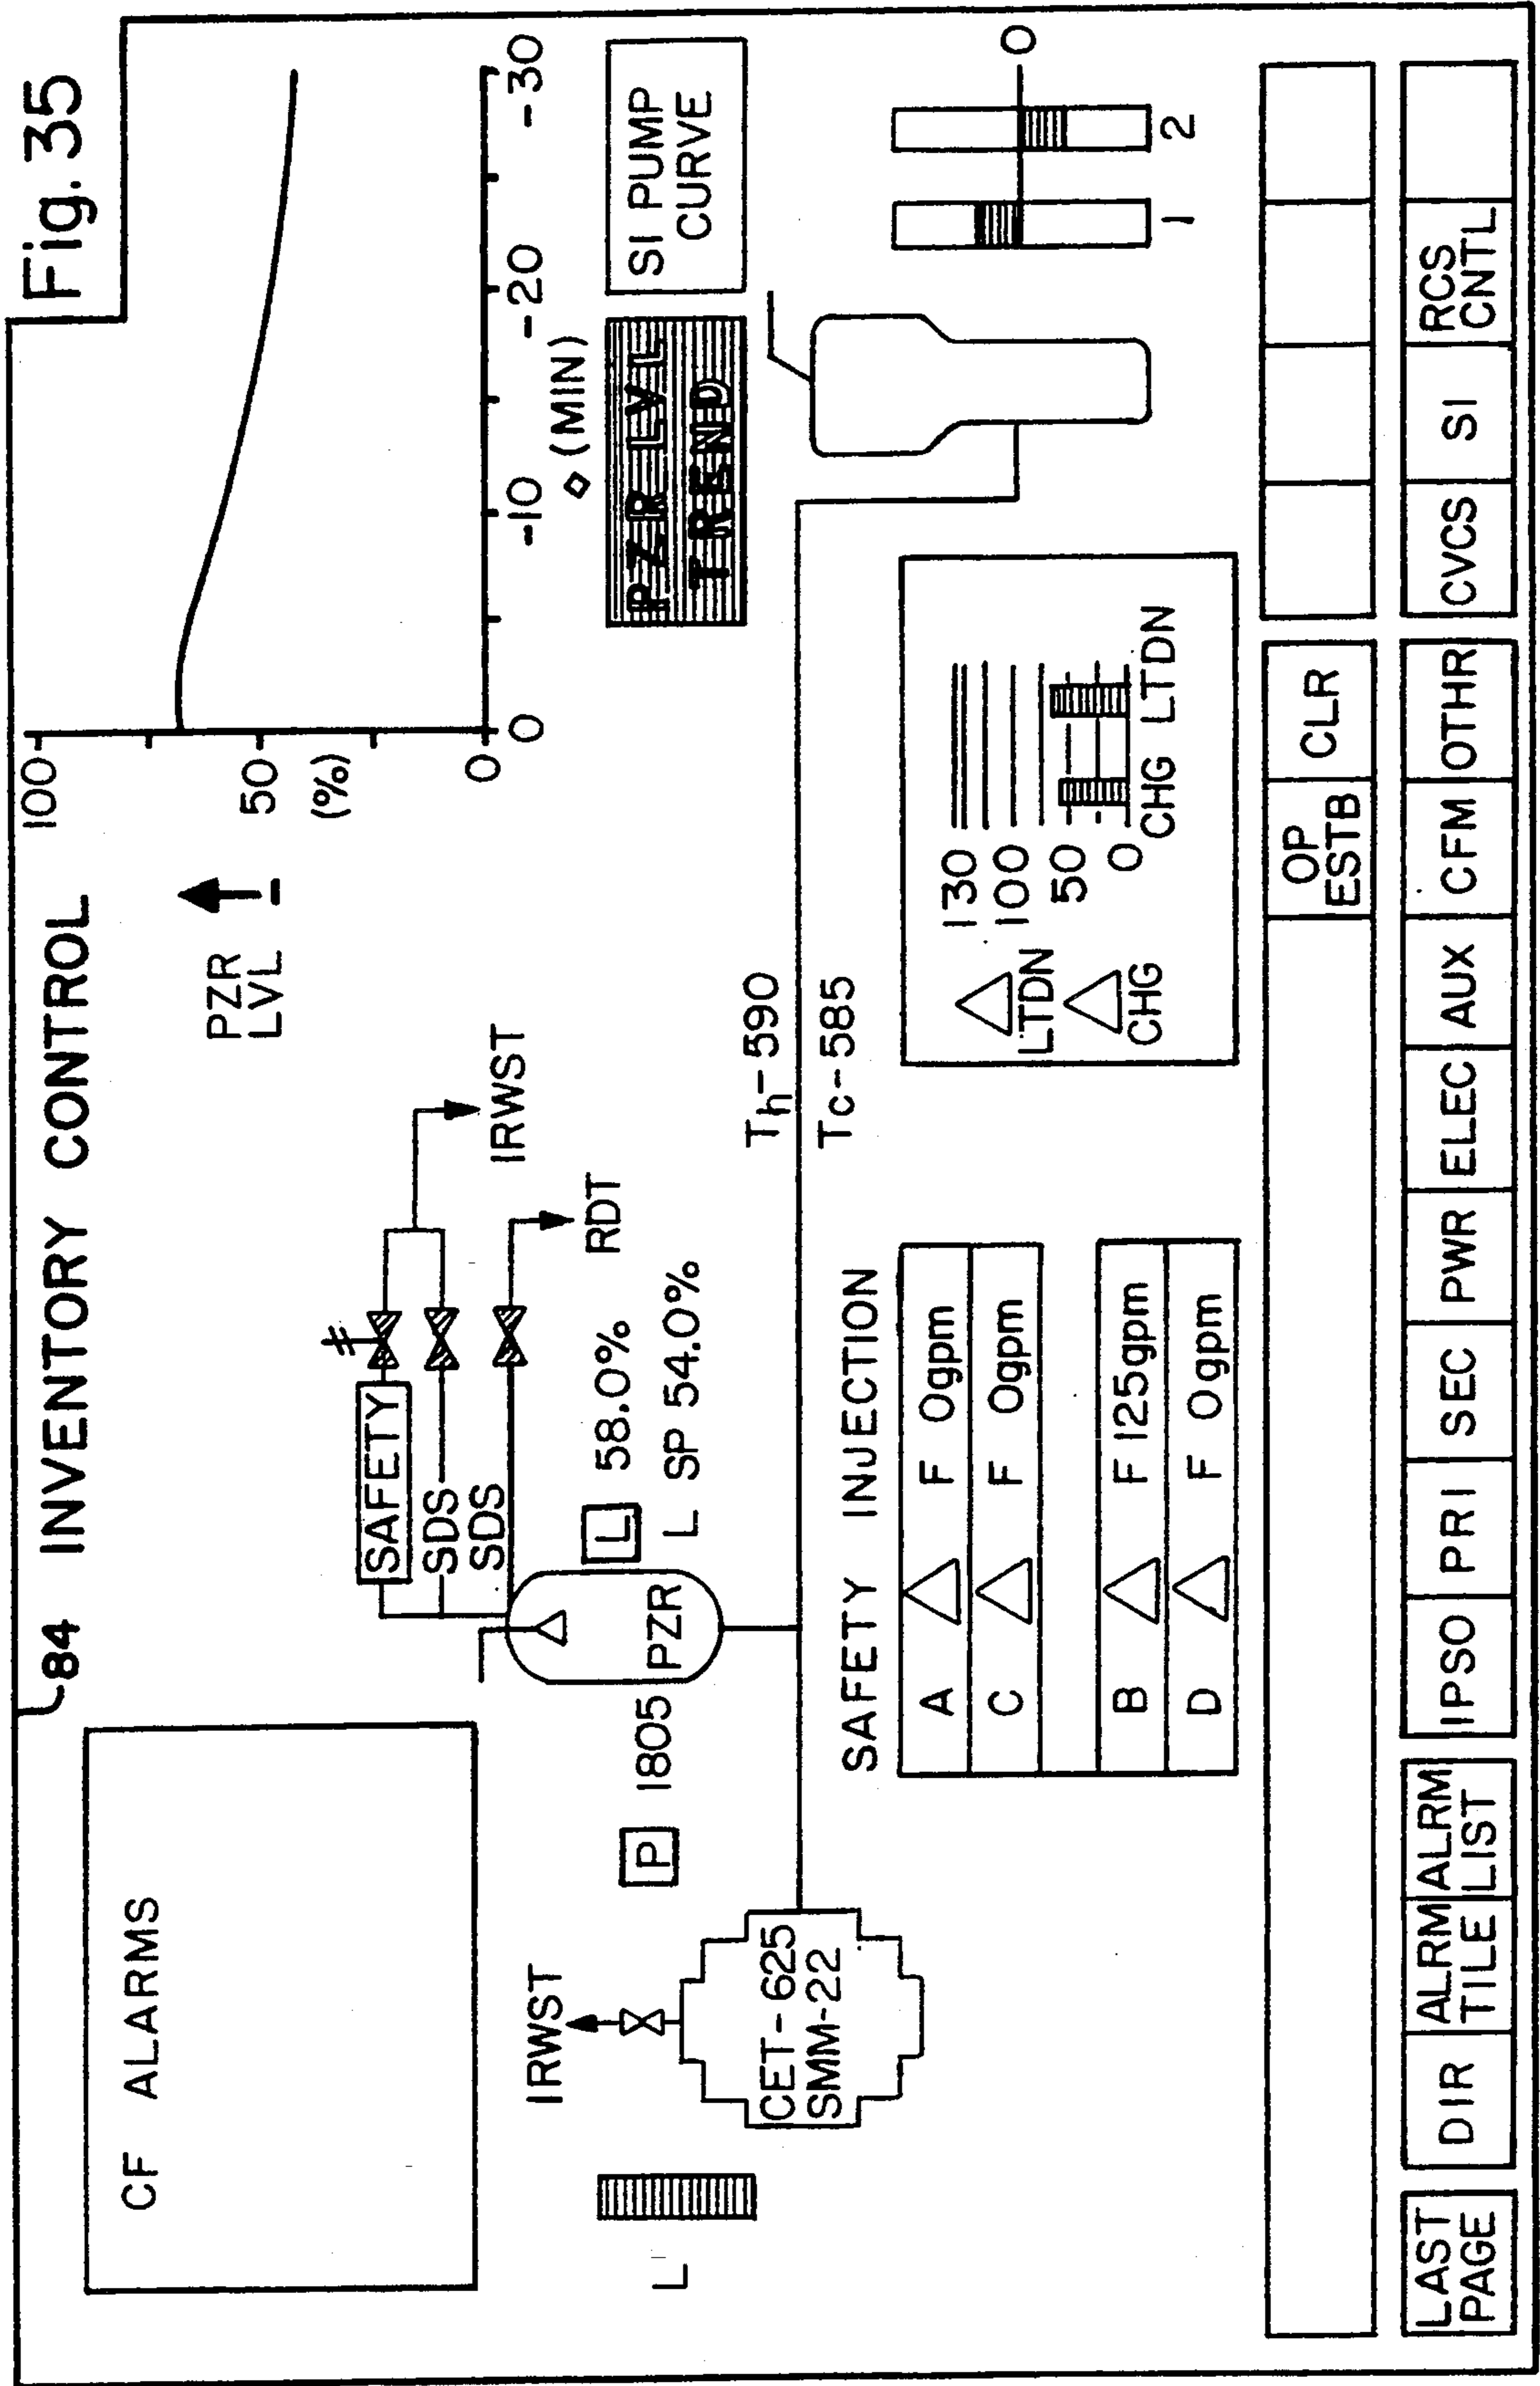 Fig. 35
84 INVENTORY CONTROL
CF ALARMS
PZR
LVL
100
50
(%)
0
0
-10
-20
-30
(MIN)
PZR LVL
TREND
SI PUMP
CURVE
SAFETY
SDS
SDS
IRWST
RDT
IRWST
L
P 1805
PZR
L 58.0%
L SP 54.0%
CET-625
SMM-22
Th-590
Tc-585
SAFETY INJECTION
A F 0gpm
C F 0gpm
B F 125gpm
D F 0gpm
LTDN
CHG
130
100
50
0
CHG LTDN
0
1
2
OP
ESTB
CLR
LAST
PAGE
DIR
ALRM
TILE
ALRM
LIST
IPSO
PRI
SEC
PWR
ELEC
AUX
CFM
OTHR
CVCS
SI
RCS
CNTL